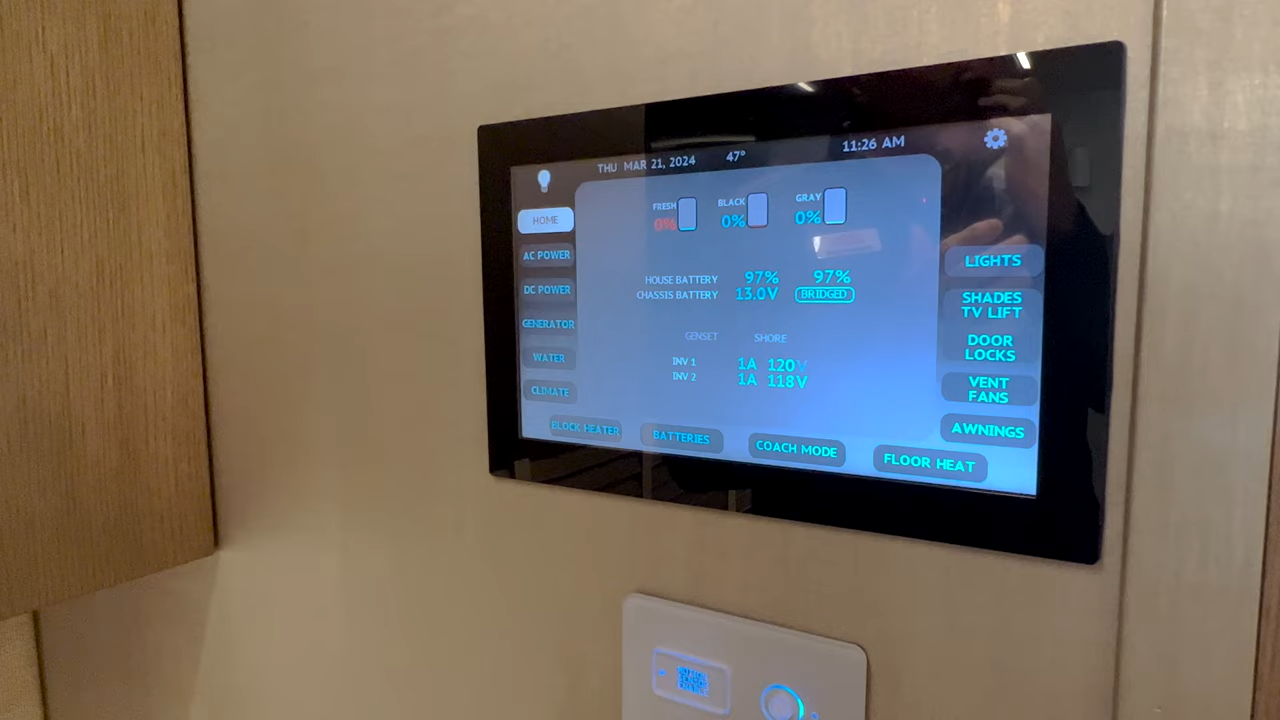 THU MAR 21, 2024 47° 11:26 AM
HOME
AC POWER
DC POWER
GENERATOR
WATER
CLIMATE
FRESH 0%
BLACK 0%
GRAY 0%
HOUSE BATTERY 97% 97%
CHASSIS BATTERY 13.0V BRIDGED
GENSET SHORE
INV 1 1A 120V
INV 2 1A 118V
LIGHTS
SHADES
TV LIFT
DOOR
LOCKS
VENT
FANS
AWNINGS
BLOCK HEATER
BATTERIES
COACH MODE
FLOOR HEAT